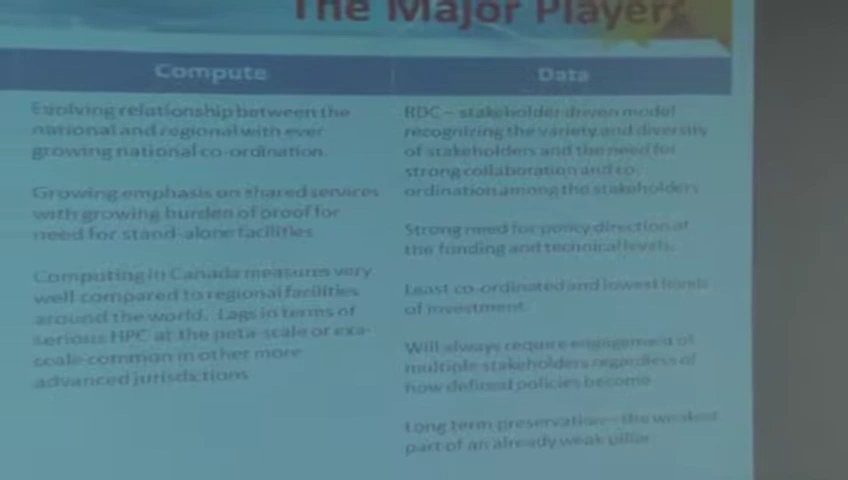 The Major Players
Compute
Evolving relationship between the
national and regional with ever
growing national co-ordination.
Growing emphasis on shared services
with growing burden of proof for
need for stand-alone facilities
Computing in Canada measures very
well compared to regional facilities
around the world. Lags in terms of
serious HPC at the peta-scale or exa-
scale common in other more
advanced jurisdictions
Data
RDC – stakeholder driven model
recognizing the variety and diversity
of stakeholders and the need for
strong collaboration and co-
ordination among the stakeholders
Strong need for policy direction at
the funding and technical levels.
Least co-ordinated and lowest levels
of investment
Will always require engagement of
multiple stakeholders regardless of
how defined policies become
Long term preservation – the weakest
part of an already weak pillar